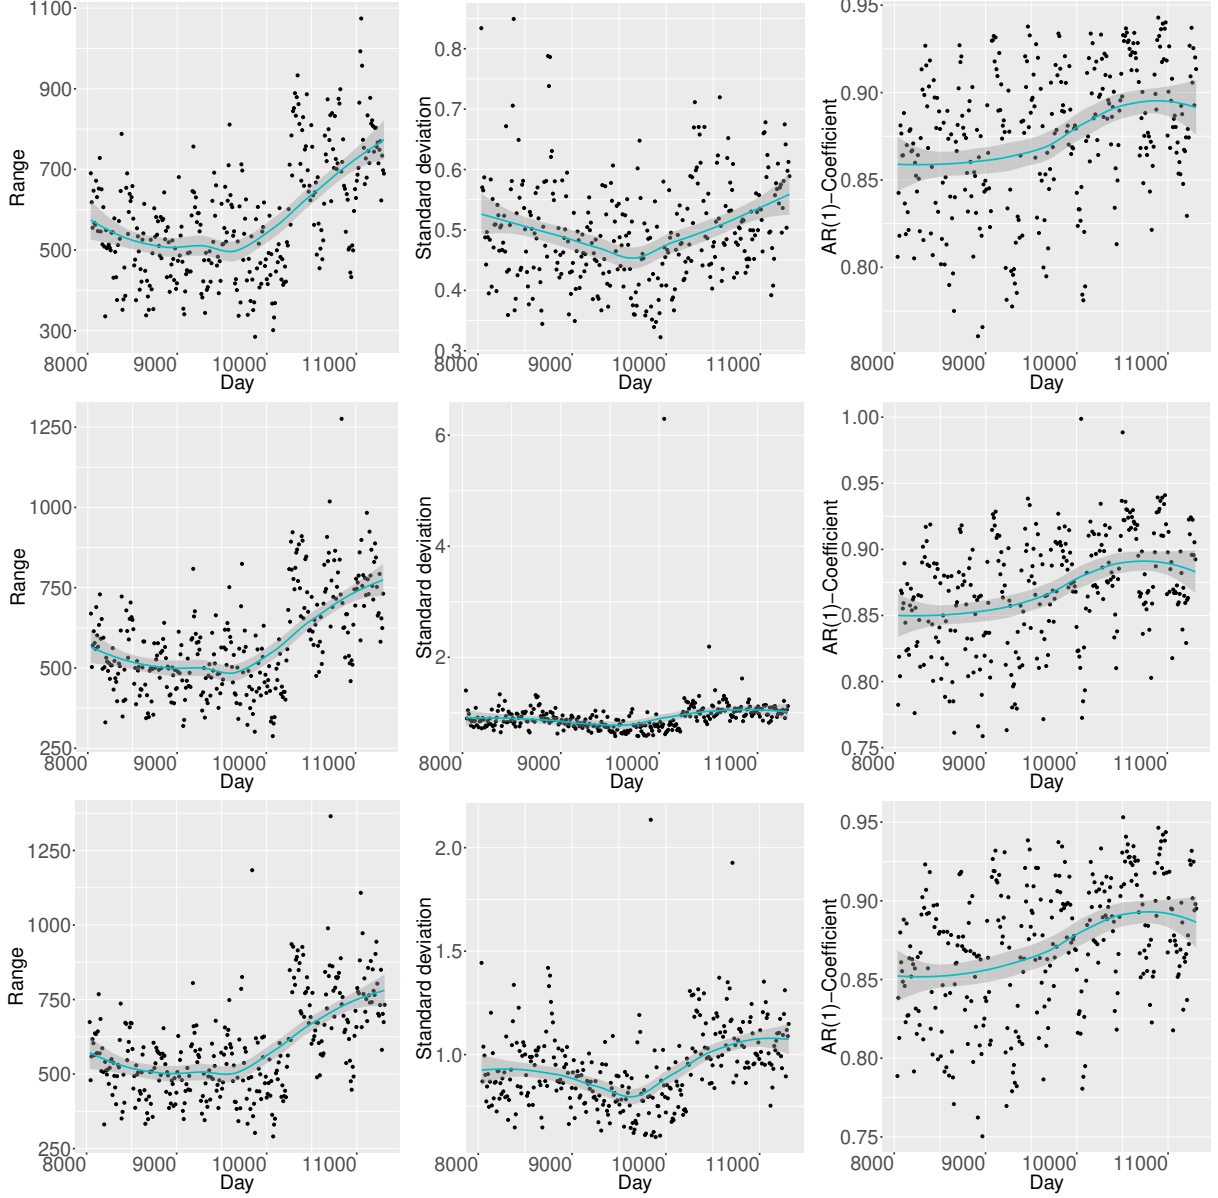 Range
1100
900
700
500
300
8000 9000 10000 11000
Day
Standard deviation
0.8
0.7
0.6
0.5
0.4
0.3
8000 9000 10000 11000
Day
AR(1)−Coefficient
0.95
0.90
0.85
0.80
8000 9000 10000 11000
Day
Range
1250
1000
750
500
250
8000 9000 10000 11000
Day
Standard deviation
6
4
2
8000 9000 10000 11000
Day
AR(1)−Coefficient
1.00
0.95
0.90
0.85
0.80
0.75
8000 9000 10000 11000
Day
Range
1250
1000
750
500
250
8000 9000 10000 11000
Day
Standard deviation
2.0
1.5
1.0
8000 9000 10000 11000
Day
AR(1)−Coefficient
0.95
0.90
0.85
0.80
0.75
8000 9000 10000 11000
Day